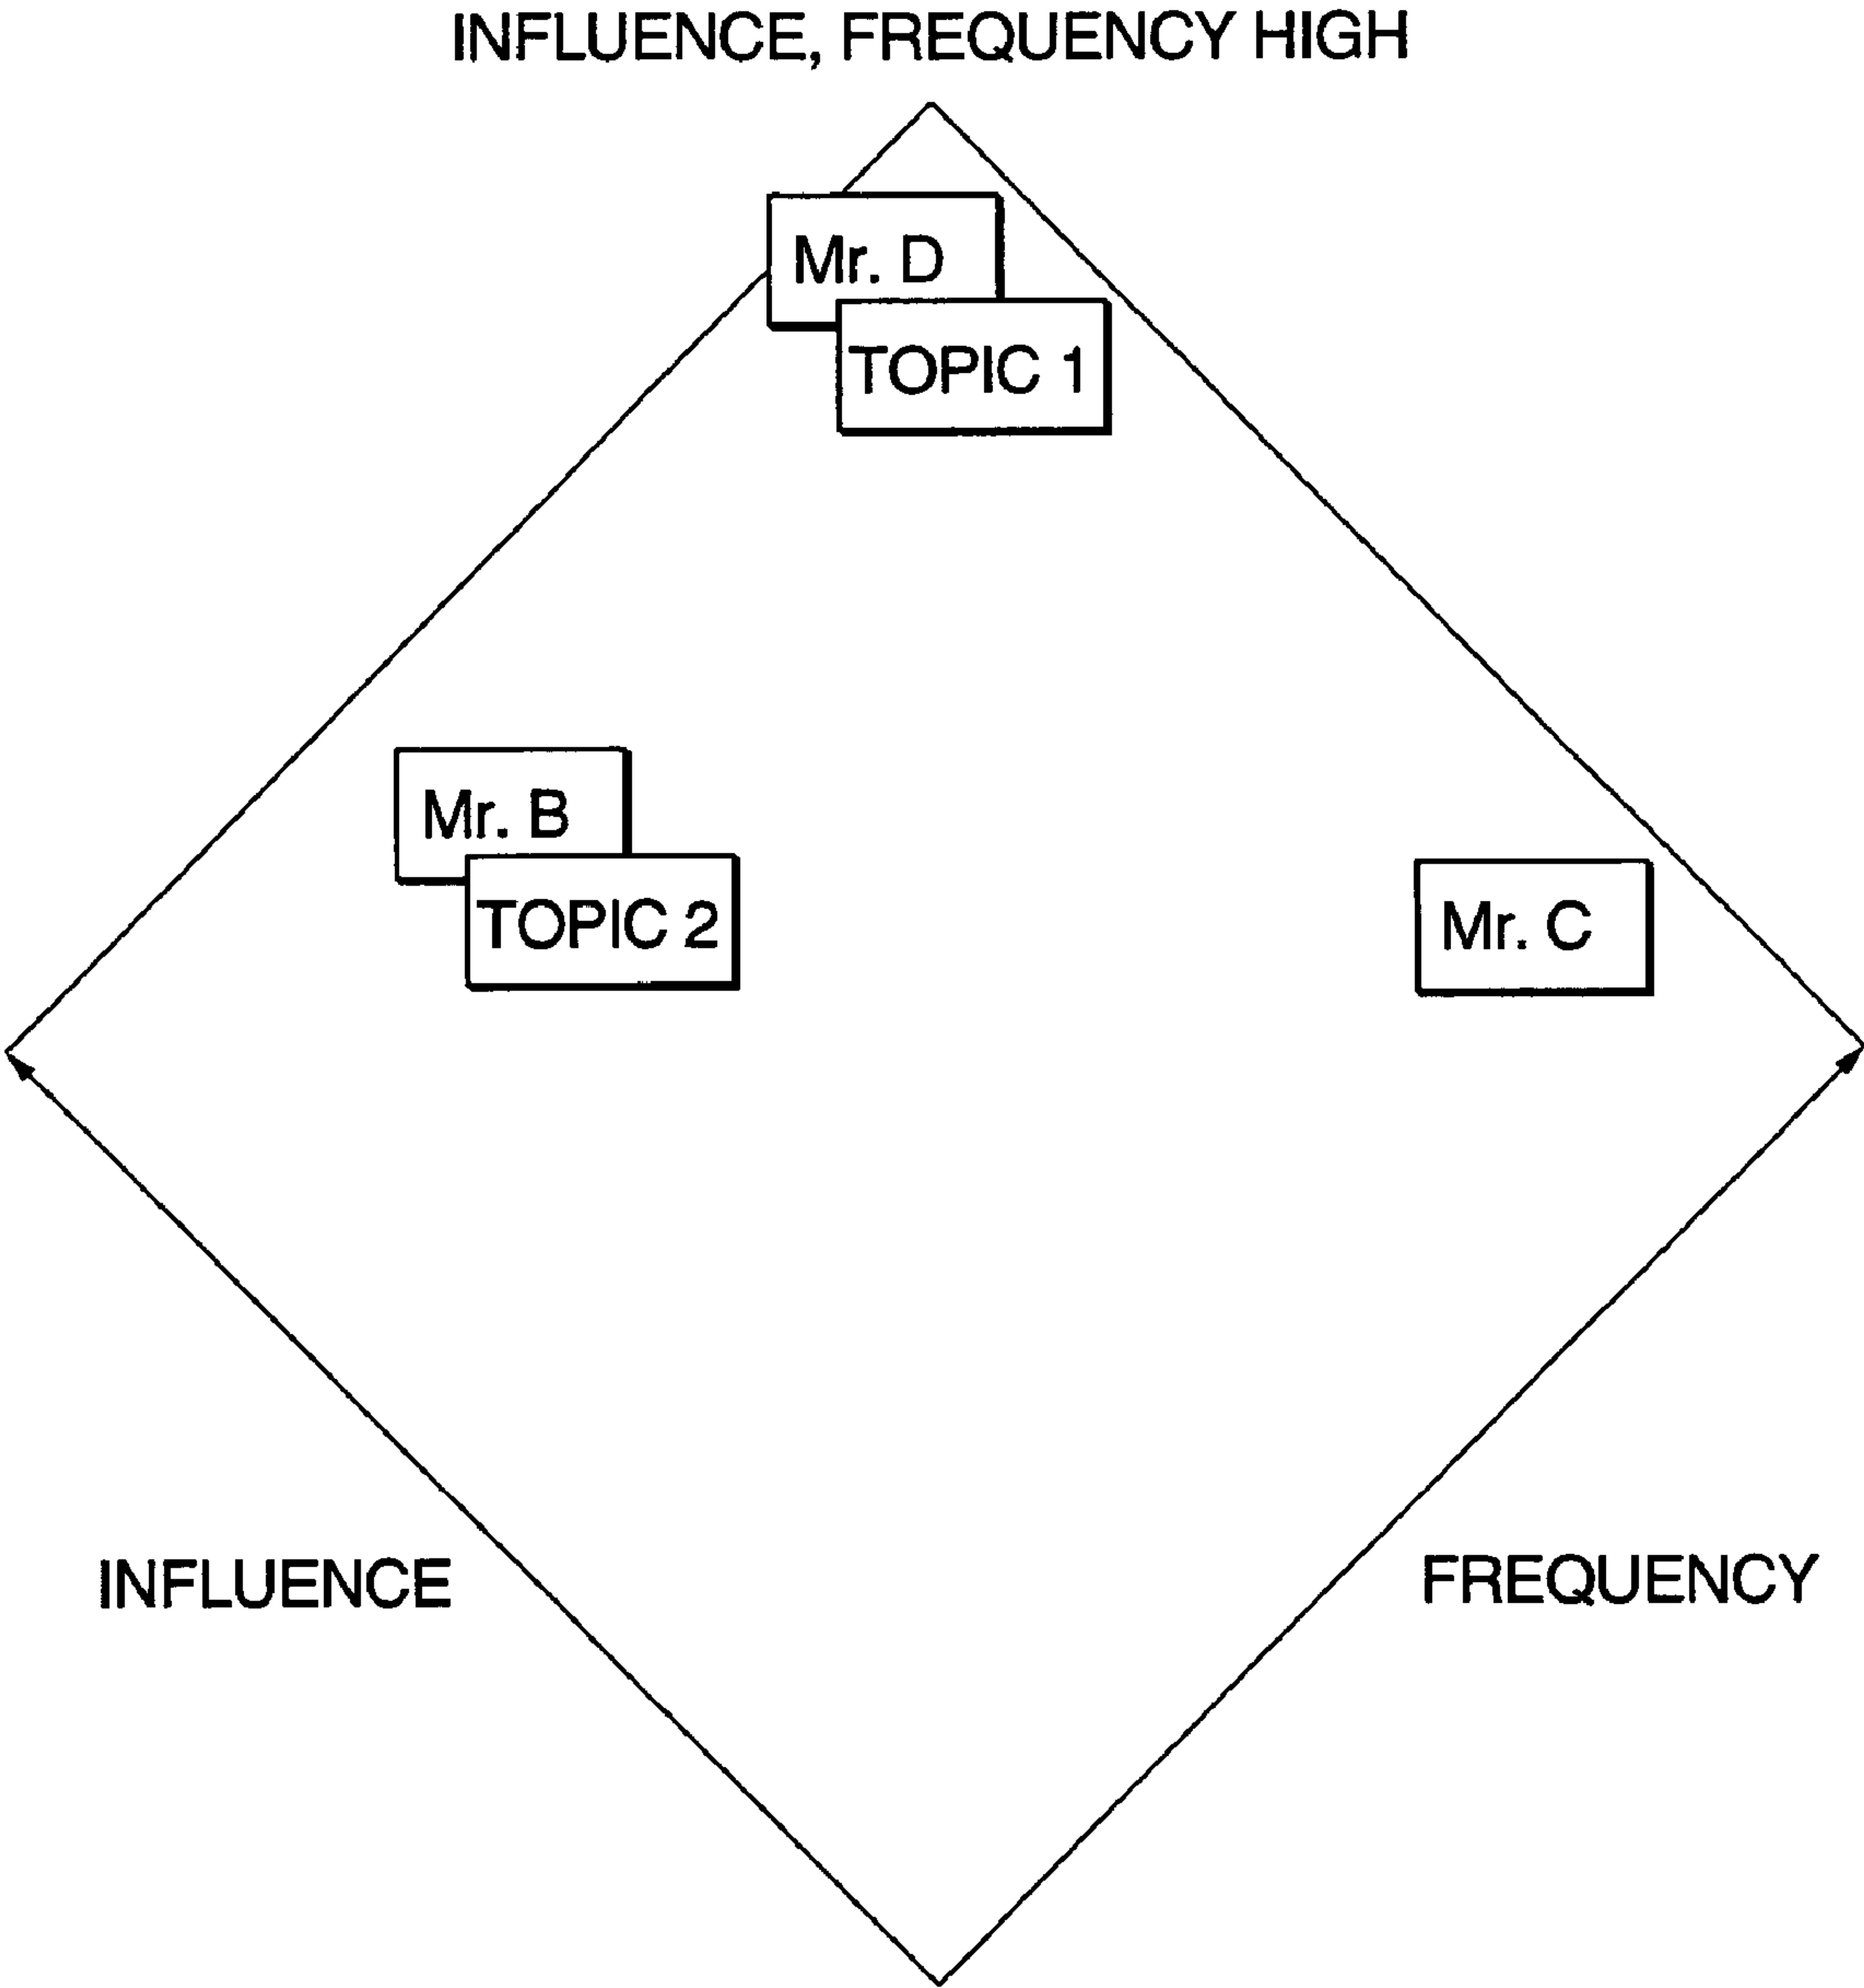 INFLUENCE, FREQUENCY HIGH
Mr. D
TOPIC 1
Mr. B
TOPIC 2
Mr. C
INFLUENCE
FREQUENCY